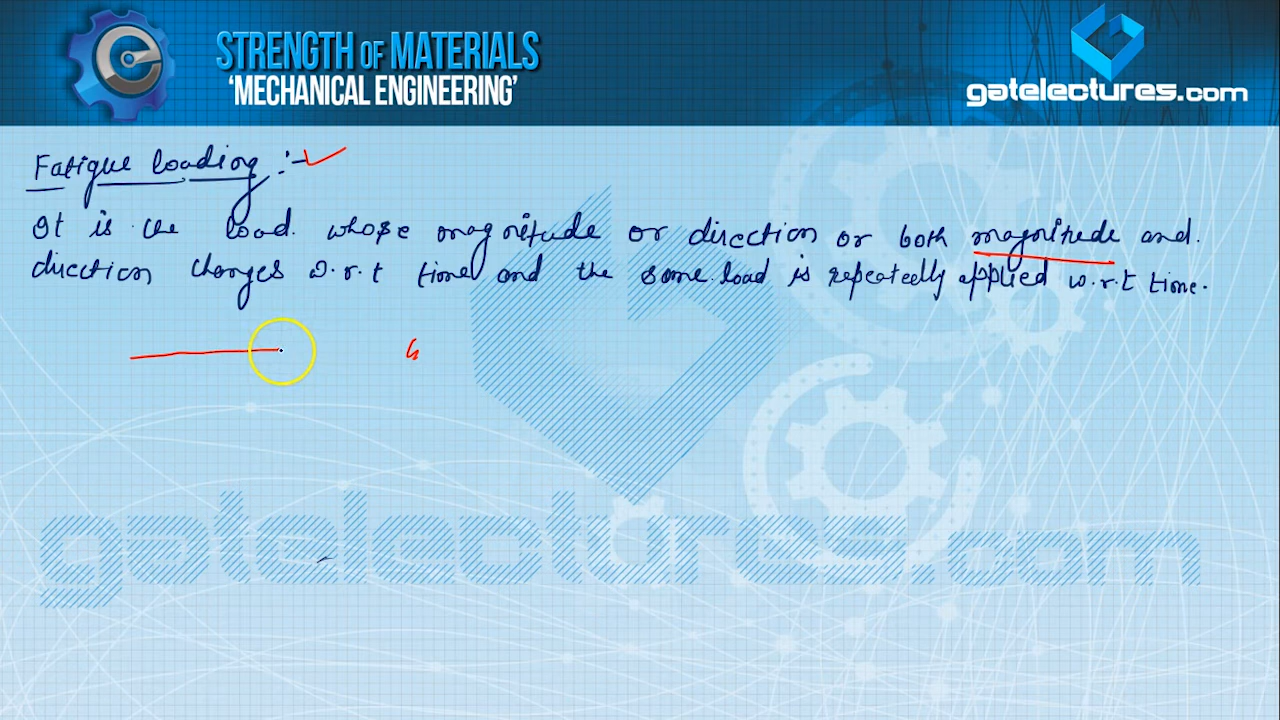 STRENGTH OF MATERIALS
'MECHANICAL ENGINEERING'
gatelectures.com
Fatigue loading :-
It is the load whose magnitude or direction or both magnitude and
direction changes w.r.t time and the same load is repeatedly applied w.r.t time.
gatelectures.com